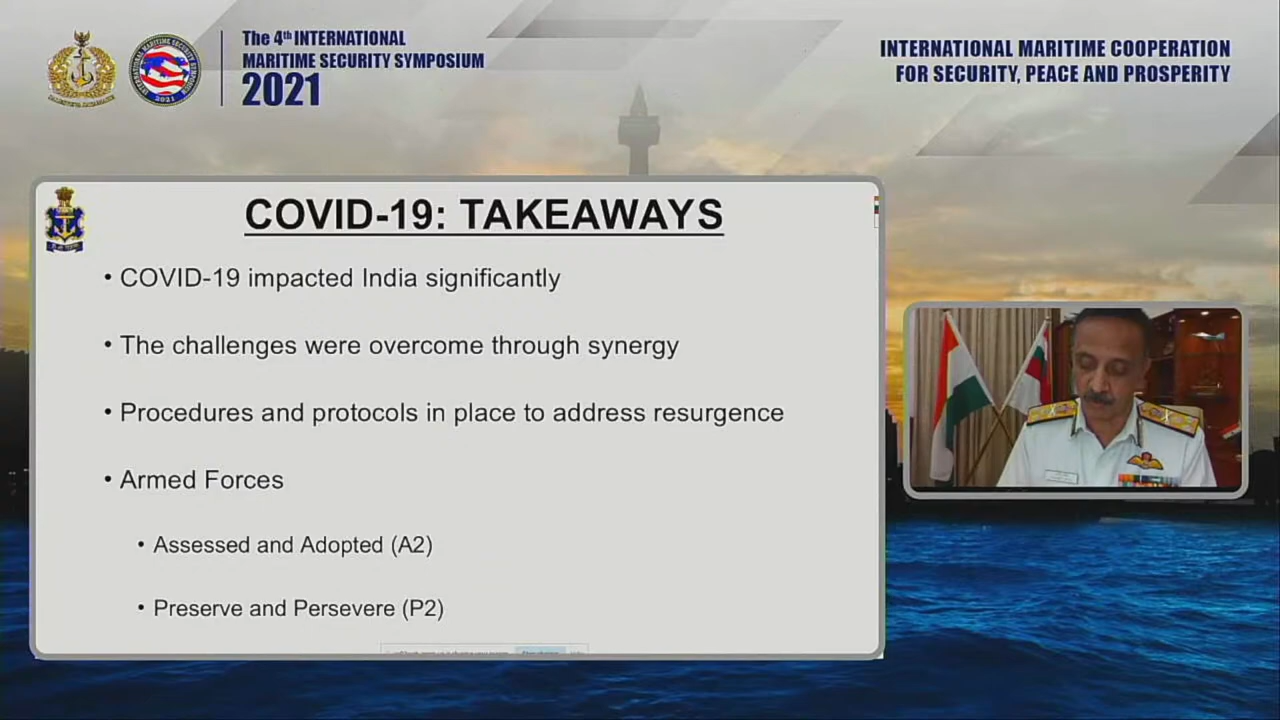 The 4th INTERNATIONAL
MARITIME SECURITY SYMPOSIUM
2021
INTERNATIONAL MARITIME COOPERATION
FOR SECURITY, PEACE AND PROSPERITY
COVID-19: TAKEAWAYS
• COVID-19 impacted India significantly
• The challenges were overcome through synergy
• Procedures and protocols in place to address resurgence
• Armed Forces
• Assessed and Adopted (A2)
• Preserve and Persevere (P2)